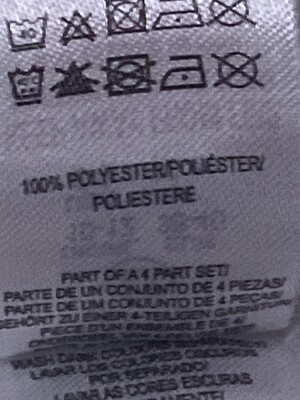 40
100% POLYESTER/POLIÉSTER/
POLIESTERE
PART OF A 4 PART SET/
PARTE DE UN CONJUNTO DE 4 PIEZAS/
PARTE DE UM CONJUNTO DE 4 PEÇAS/
GEHÖRT ZU EINER 4-TEILIGEN GARNITUR/
PIECE D'UN ENSEMBLE DE 4/
WASH DARK COLOURS
LAVAR LOS COLORES OSCUROS
POR SEPARADO/
LAVAR AS CORES ESCURAS